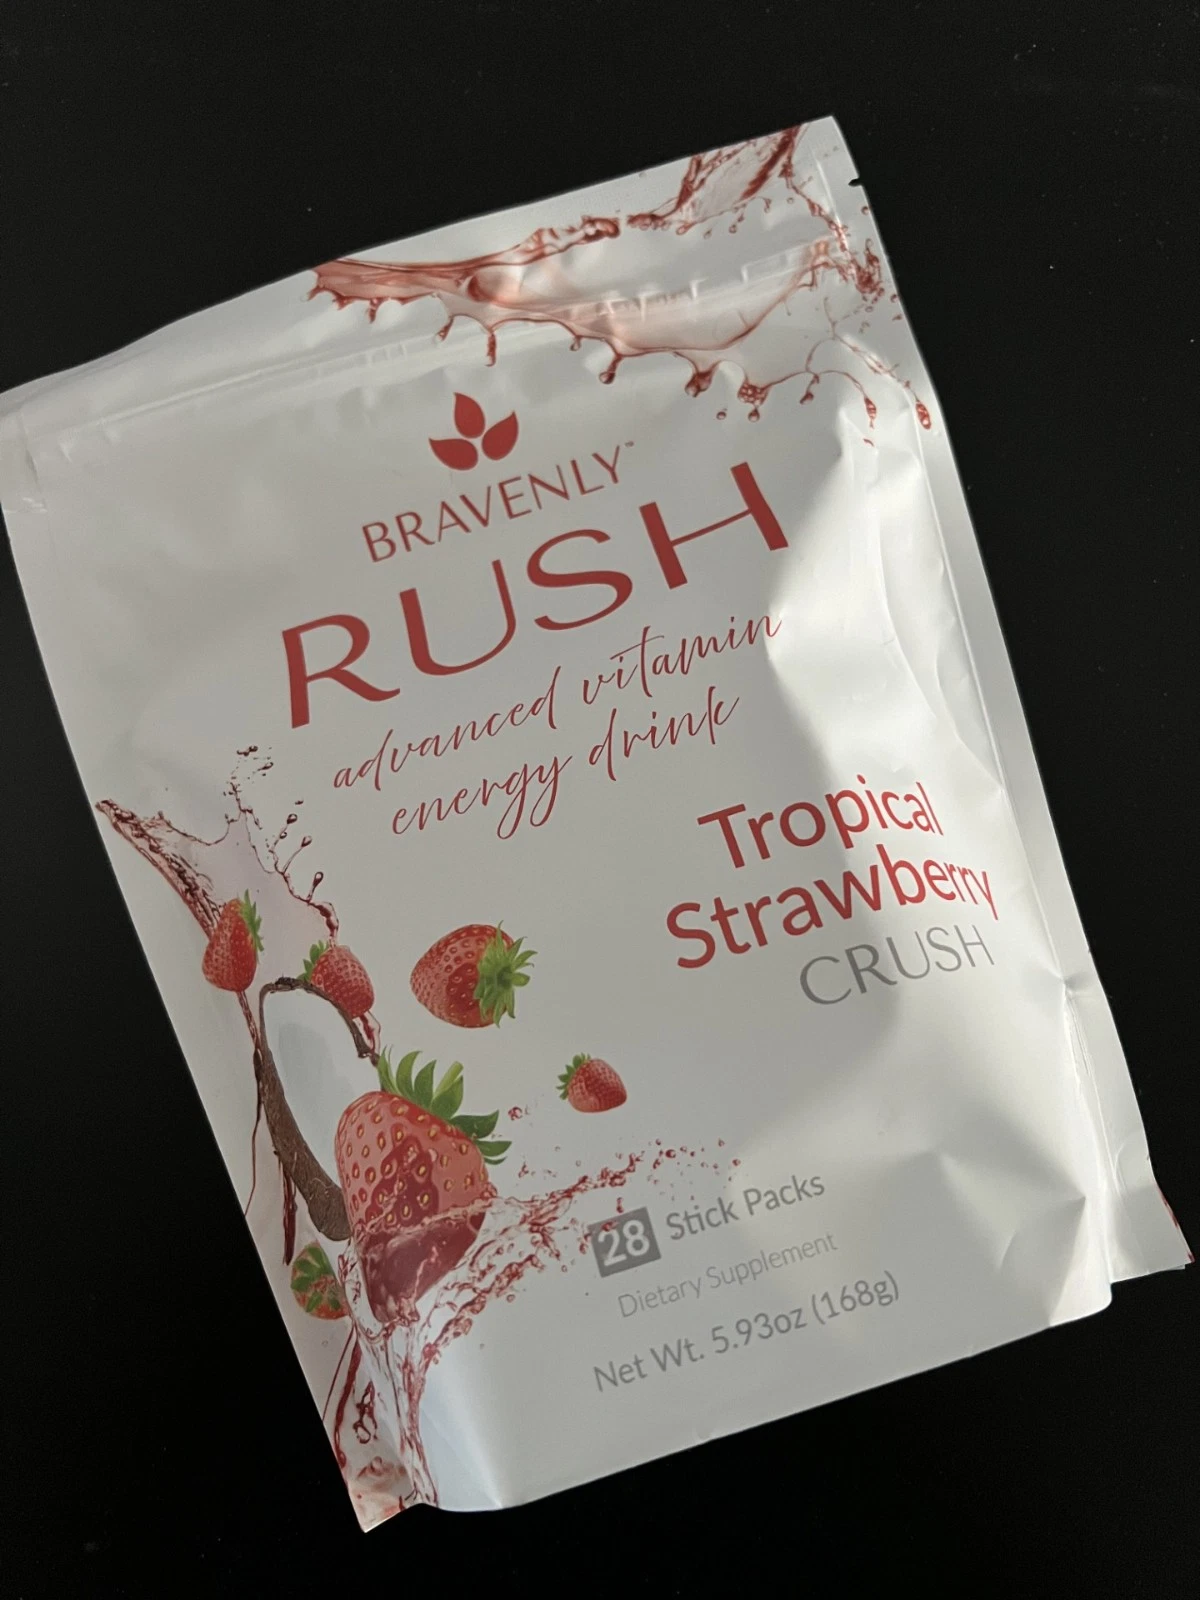 BRAVENLY™
RUSH
advanced vitamin
energy drink
Tropical
Strawberry
CRUSH
28 Stick Packs
Dietary Supplement
Net Wt. 5.93oz (168g)